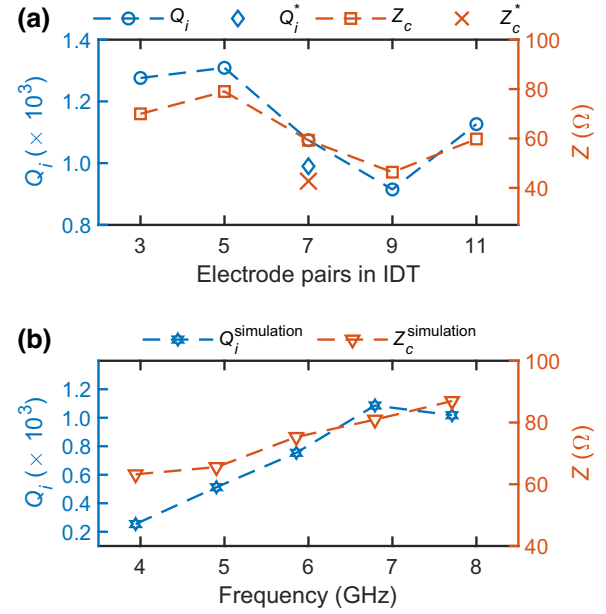 (a)
Q_i Q_i^* Z_c Z_c^*
1.4
1.2
1.0
0.8
Q_i (× 10^3)
100
80
60
40
Z (Ω)
3 5 7 9 11
Electrode pairs in IDT
(b)
Q_i^simulation Z_c^simulation
1.2
1.0
0.8
0.6
0.4
0.2
Q_i (× 10^3)
100
80
60
40
Z (Ω)
4 5 6 7 8
Frequency (GHz)